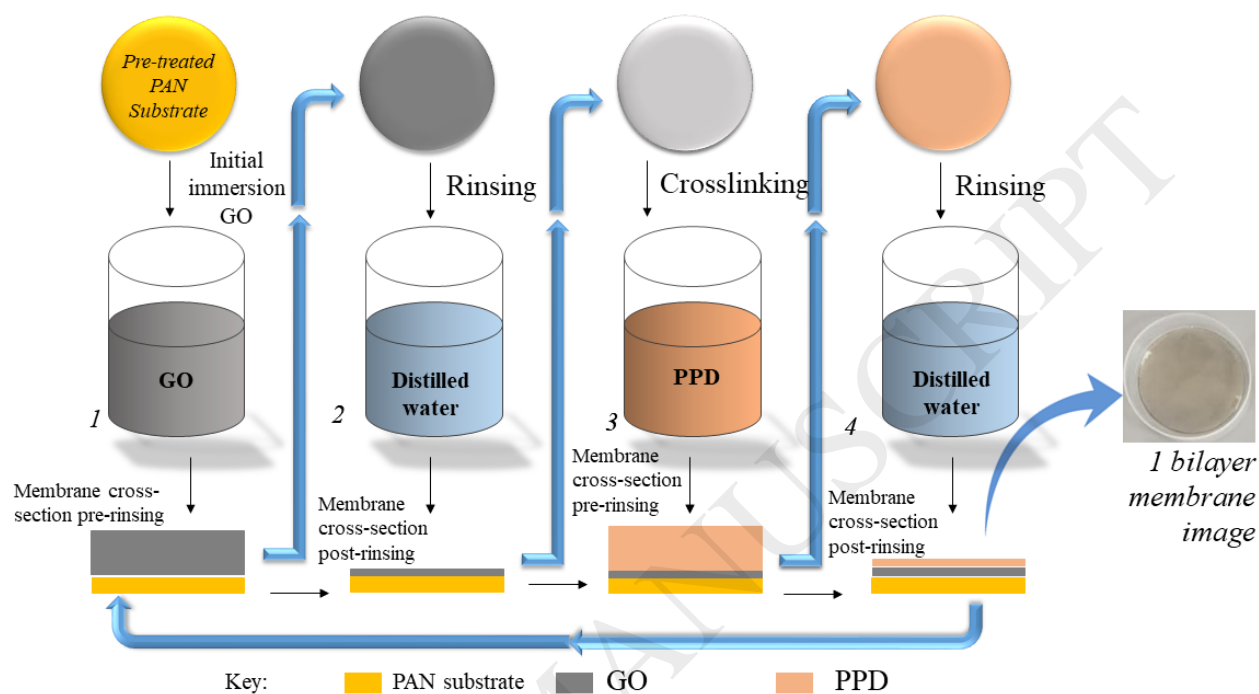 Pre-treated
PAN
Substrate
Initial
immersion
GO
Rinsing
Crosslinking
Rinsing
GO
Distilled
water
PPD
Distilled
water
1
2
3
4
Membrane cross-
section pre-rinsing
Membrane
cross-section
post-rinsing
Membrane
cross-section
pre-rinsing
Membrane
cross-section
post-rinsing
1 bilayer
membrane
image
Key:
PAN substrate
GO
PPD
MANUSCRIPT